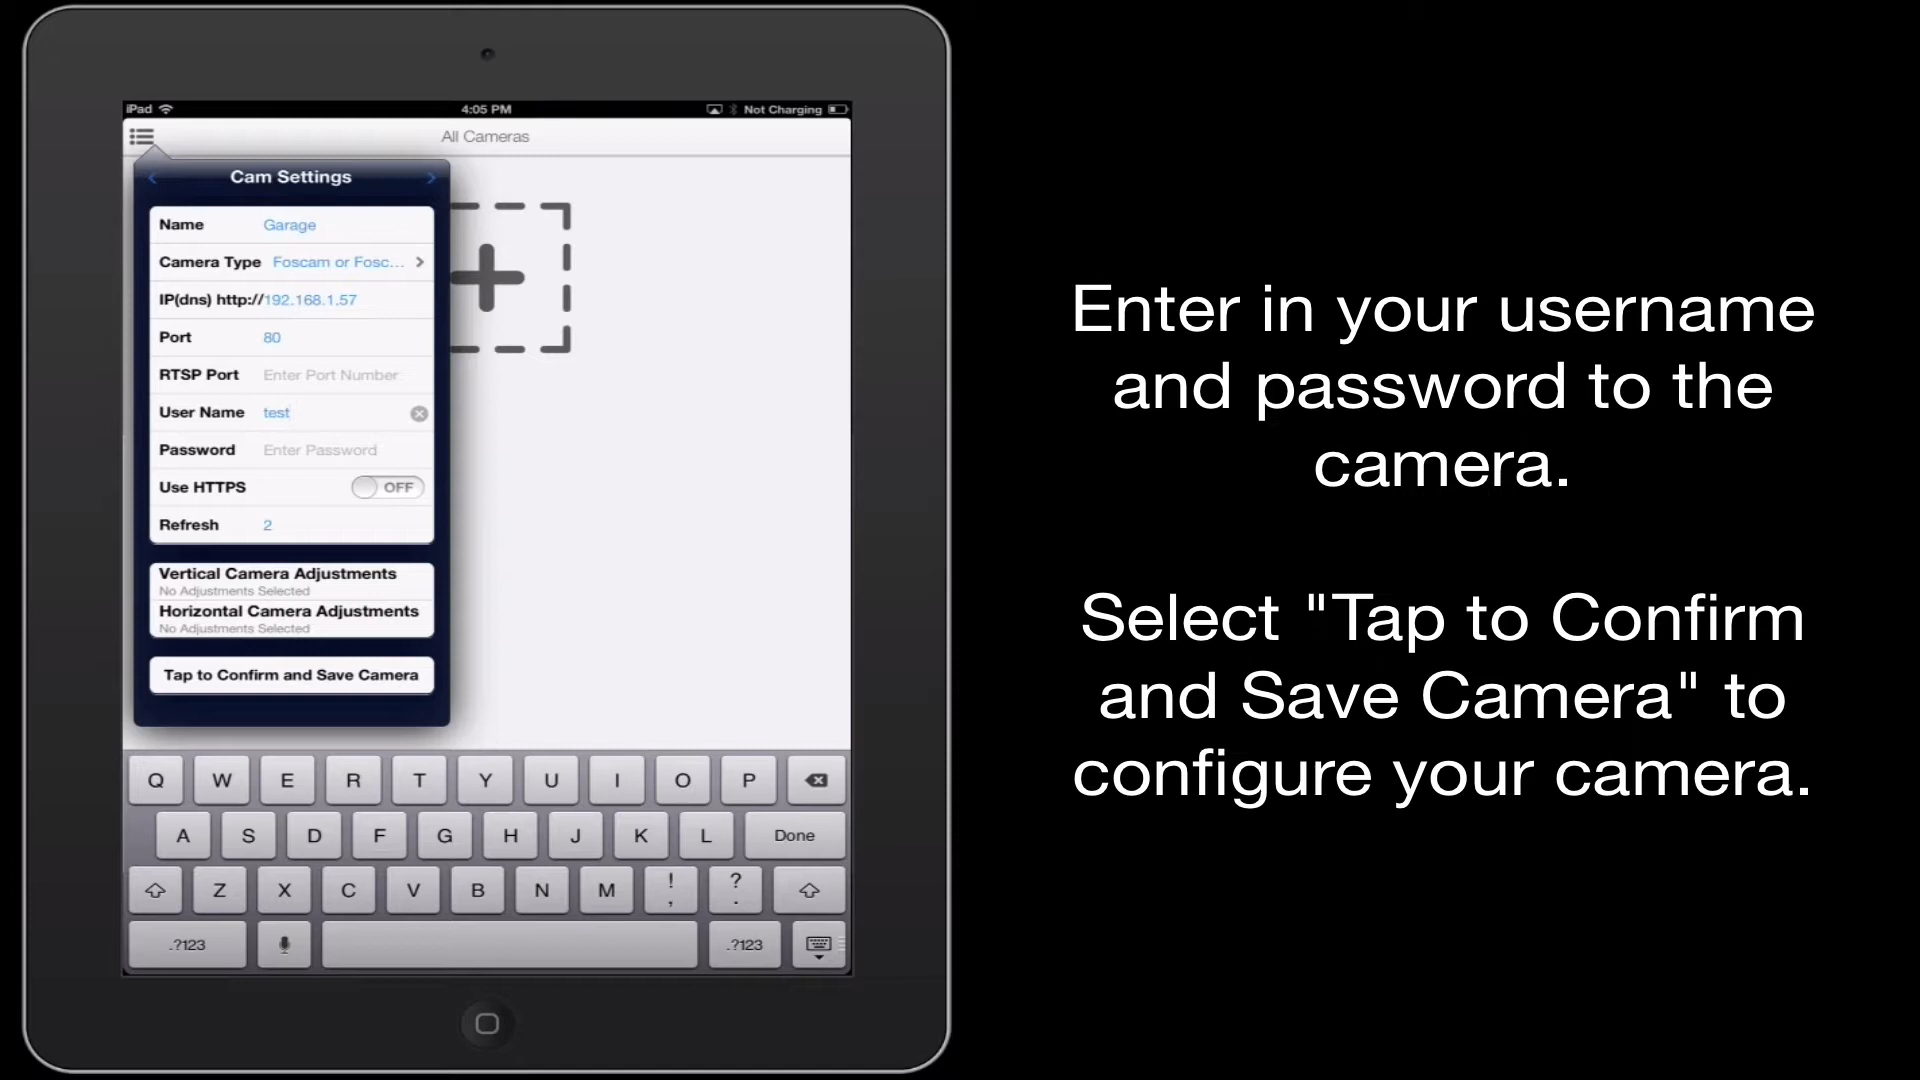 iPad
4:05 PM
Not Charging
All Cameras
Cam Settings
Name Garage
Camera Type Foscam or Fosc...
IP(dns) http://192.168.1.57
Port 80
RTSP Port Enter Port Number
User Name test
Password Enter Password
Use HTTPS OFF
Refresh 2
Vertical Camera Adjustments
No Adjustments Selected
Horizontal Camera Adjustments
No Adjustments Selected
Tap to Confirm and Save Camera
Q W E R T Y U I O P
A S D F G H J K L Done
Z X C V B N M ! , ? .
.?123 .?123
Enter in your username
and password to the
camera.
Select "Tap to Confirm
and Save Camera" to
configure your camera.